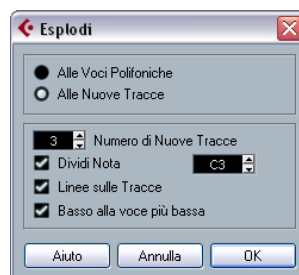 Esplodi
Alle Voci Polifoniche
Alle Nuove Tracce
3 Numero di Nuove Tracce
Dividi Nota C3
Linee sulle Tracce
Basso alla voce più bassa
Aiuto Annulla OK